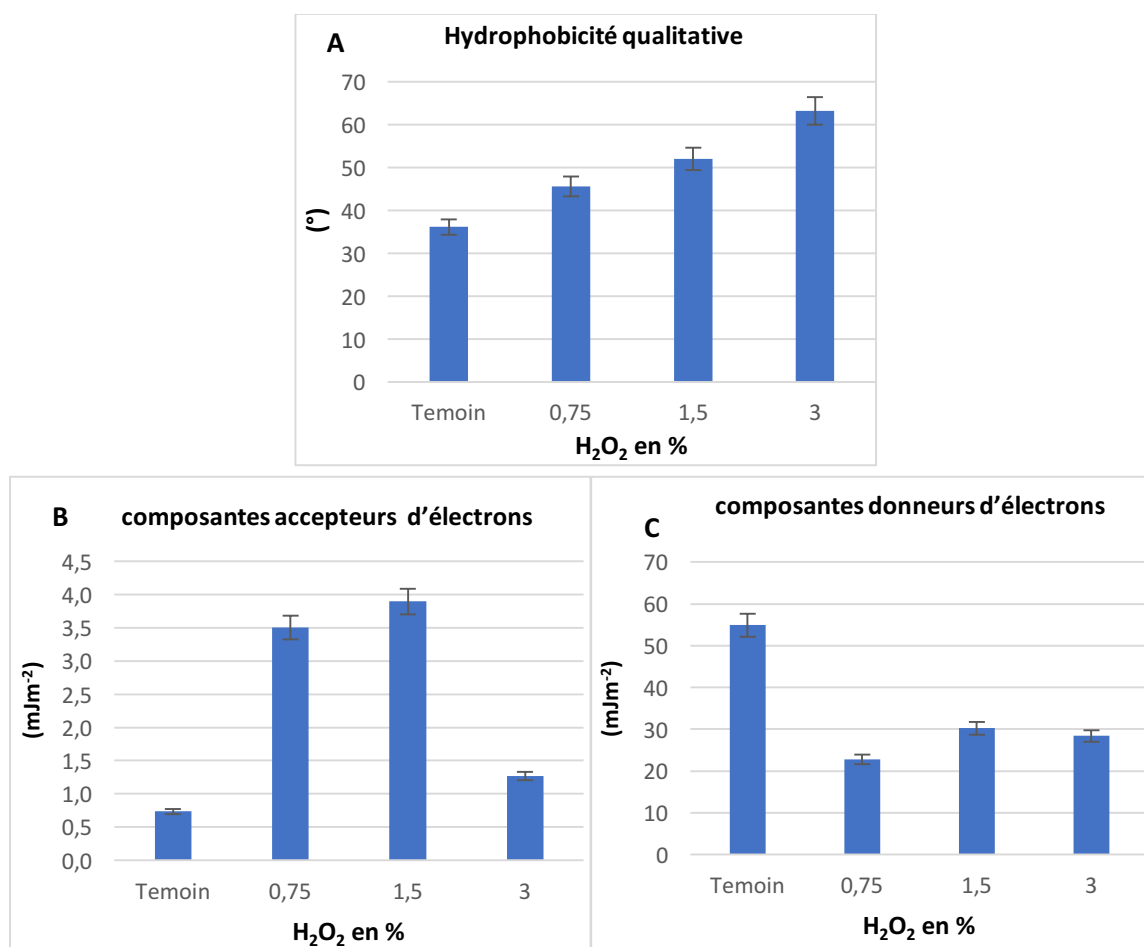 A
Hydrophobicité qualitative
70
60
50
40
30
20
10
0
(°)
Temoin 0,75 1,5 3
H₂O₂ en %
B
composantes accepteurs d’électrons
4,5
4,0
3,5
3,0
2,5
2,0
1,5
1,0
0,5
0,0
(mJm⁻²)
Temoin 0,75 1,5 3
H₂O₂ en %
C
composantes donneurs d’électrons
70
60
50
40
30
20
10
0
(mJm⁻²)
Temoin 0,75 1,5 3
H₂O₂ en %